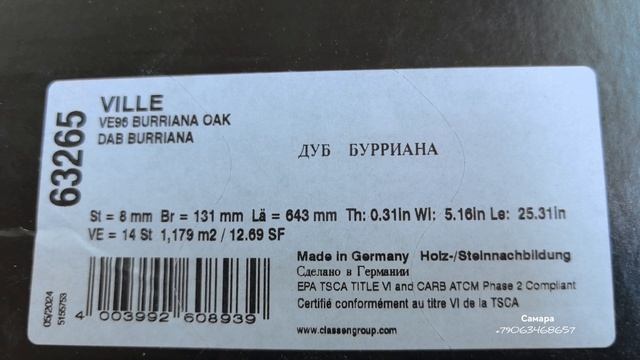 63265
VILLE
VE96 BURRIANA OAK
DAB BURRIANA
ДУБ БУРРИАНА
St = 8 mm Br = 131 mm Lä = 643 mm Th: 0.31in Wi: 5.16in Le: 25.31in
VE = 14 St 1,179 m2 / 12.69 SF
Made in Germany Holz-/Steinnachbildung
Сделано в Германии
EPA TSCA TITLE VI and CARB ATCM Phase 2 Compliant
Certifié conformément au titre VI de la TSCA
www.classengroup.com
05/2024
5155753
4 003992 608939
Самара
+79063468657